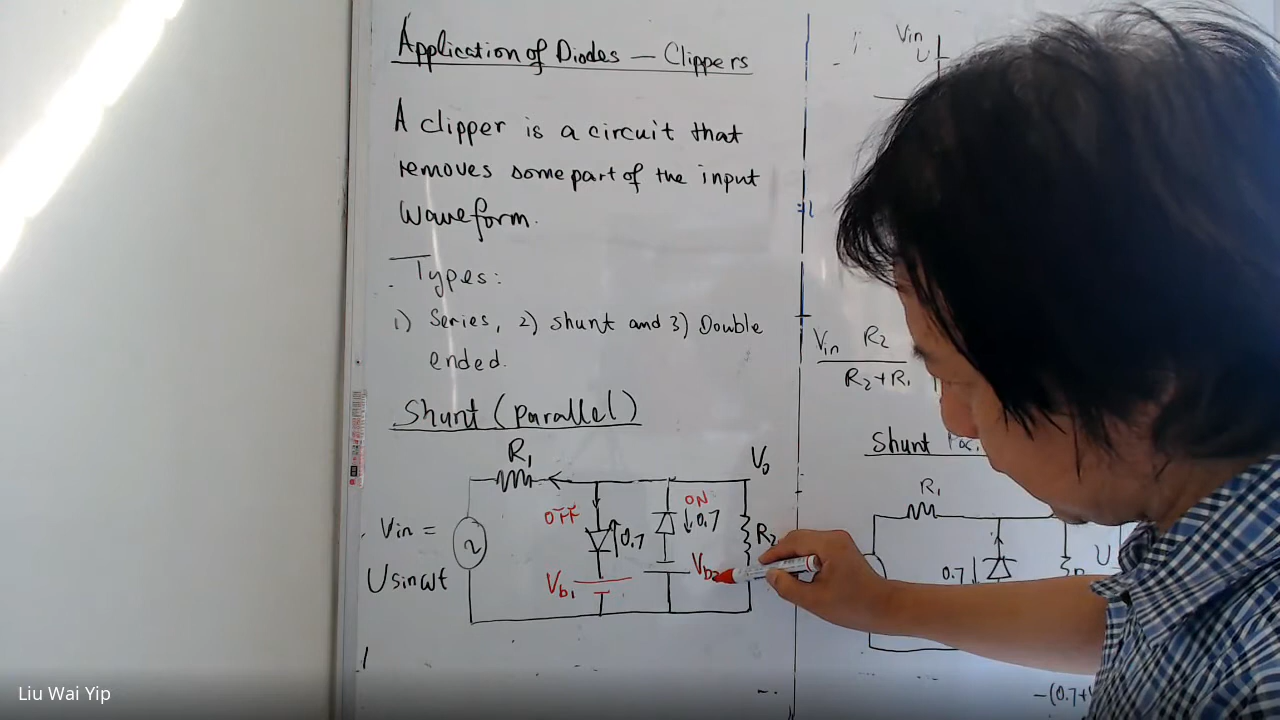 Application of Diodes — Clippers
A clipper is a circuit that
removes some part of the input
waveform.
Types:
1) Series, 2) shunt and 3) Double
ended.
Shunt (parallel)
R1
V0
OFF
ON
0.7
0.7
R2
Vin =
Usinωt
Vb1
Vb2
Vin
U
Vin R2
R2+R1
Shunt
R1
0.7
U
-(0.7+
Liu Wai Yip